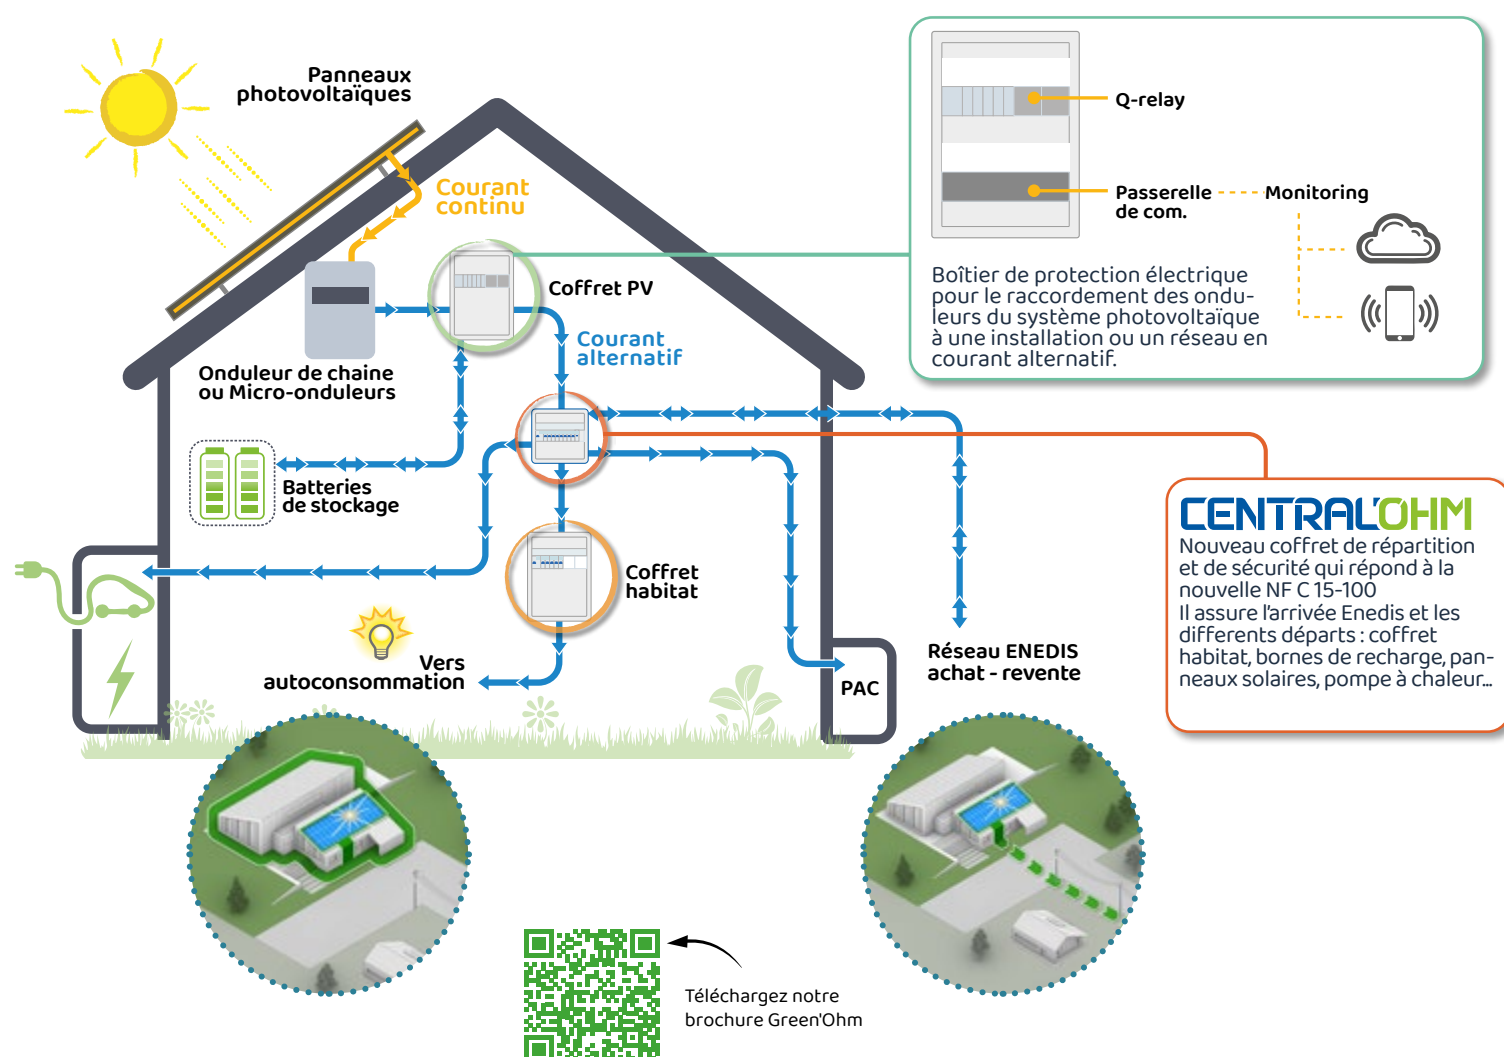 Panneaux
photovoltaïques
Courant
continu
Coffret PV
Courant
alternatif
Onduleur de chaine
ou Micro-onduleurs
Batteries
de stockage
Coffret
habitat
Vers
autoconsommation
PAC
Réseau ENEDIS
achat - revente
Q-relay
Passerelle
de com.
Monitoring
Boîtier de protection électrique
pour le raccordement des ondu-
leurs du système photovoltaïque
à une installation ou un réseau en
courant alternatif.
CENTRAL'OHM
Nouveau coffret de répartition
et de sécurité qui répond à la
nouvelle NF C 15-100
Il assure l'arrivée Enedis et les
differents départs : coffret
habitat, bornes de recharge, pan-
neaux solaires, pompe à chaleur...
Téléchargez notre
brochure Green'Ohm